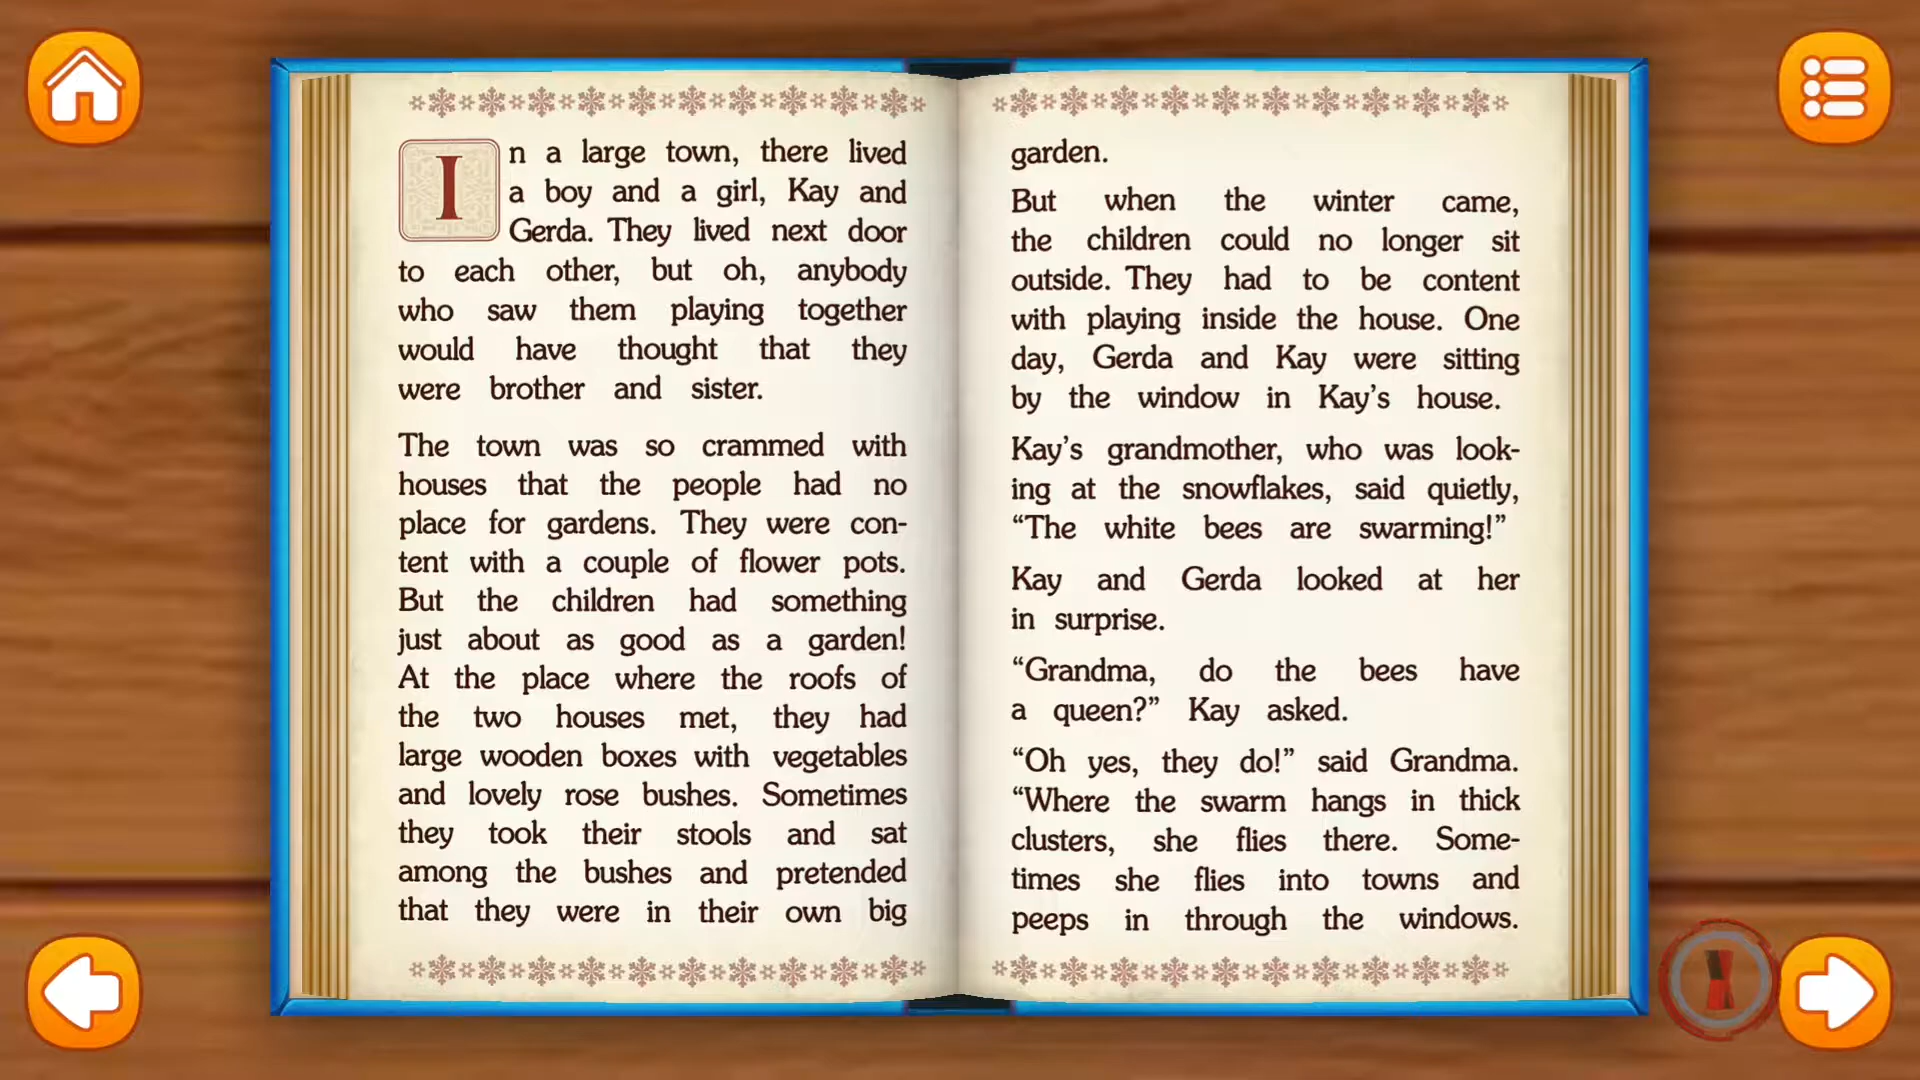 In a large town, there lived
a boy and a girl, Kay and
Gerda. They lived next door
to each other, but oh, anybody
who saw them playing together
would have thought that they
were brother and sister.
The town was so crammed with
houses that the people had no
place for gardens. They were con-
tent with a couple of flower pots.
But the children had something
just about as good as a garden!
At the place where the roofs of
the two houses met, they had
large wooden boxes with vegetables
and lovely rose bushes. Sometimes
they took their stools and sat
among the bushes and pretended
that they were in their own big
garden.
But when the winter came,
the children could no longer sit
outside. They had to be content
with playing inside the house. One
day, Gerda and Kay were sitting
by the window in Kay’s house.
Kay’s grandmother, who was look-
ing at the snowflakes, said quietly,
“The white bees are swarming!”
Kay and Gerda looked at her
in surprise.
“Grandma, do the bees have
a queen?” Kay asked.
“Oh yes, they do!” said Grandma.
“Where the swarm hangs in thick
clusters, she flies there. Some-
times she flies into towns and
peeps in through the windows.